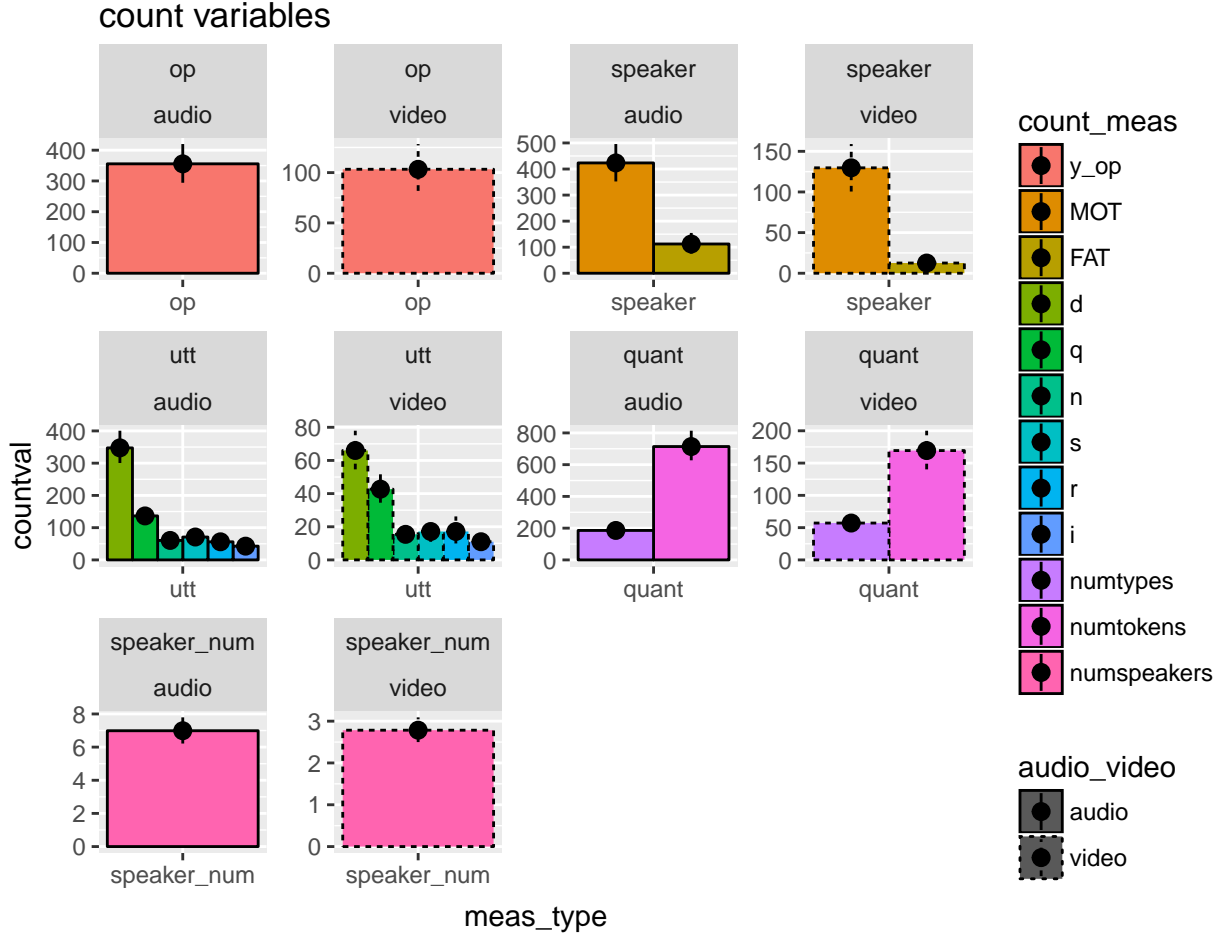 count variables
op op speaker speaker
audio video audio video
400
300
200
100
0
100
50
0
500
400
300
200
100
0
150
100
50
0
op op speaker speaker
utt utt quant quant
audio video audio video
400
300
200
100
0
80
60
40
20
0
800
600
400
200
0
200
150
100
50
0
utt utt quant quant
speaker_num speaker_num
audio video
8
6
4
2
0
3
2
1
0
speaker_num speaker_num
countval
meas_type
count_meas
y_op
MOT
FAT
d
q
n
s
r
i
numtypes
numtokens
numspeakers
audio_video
audio
video